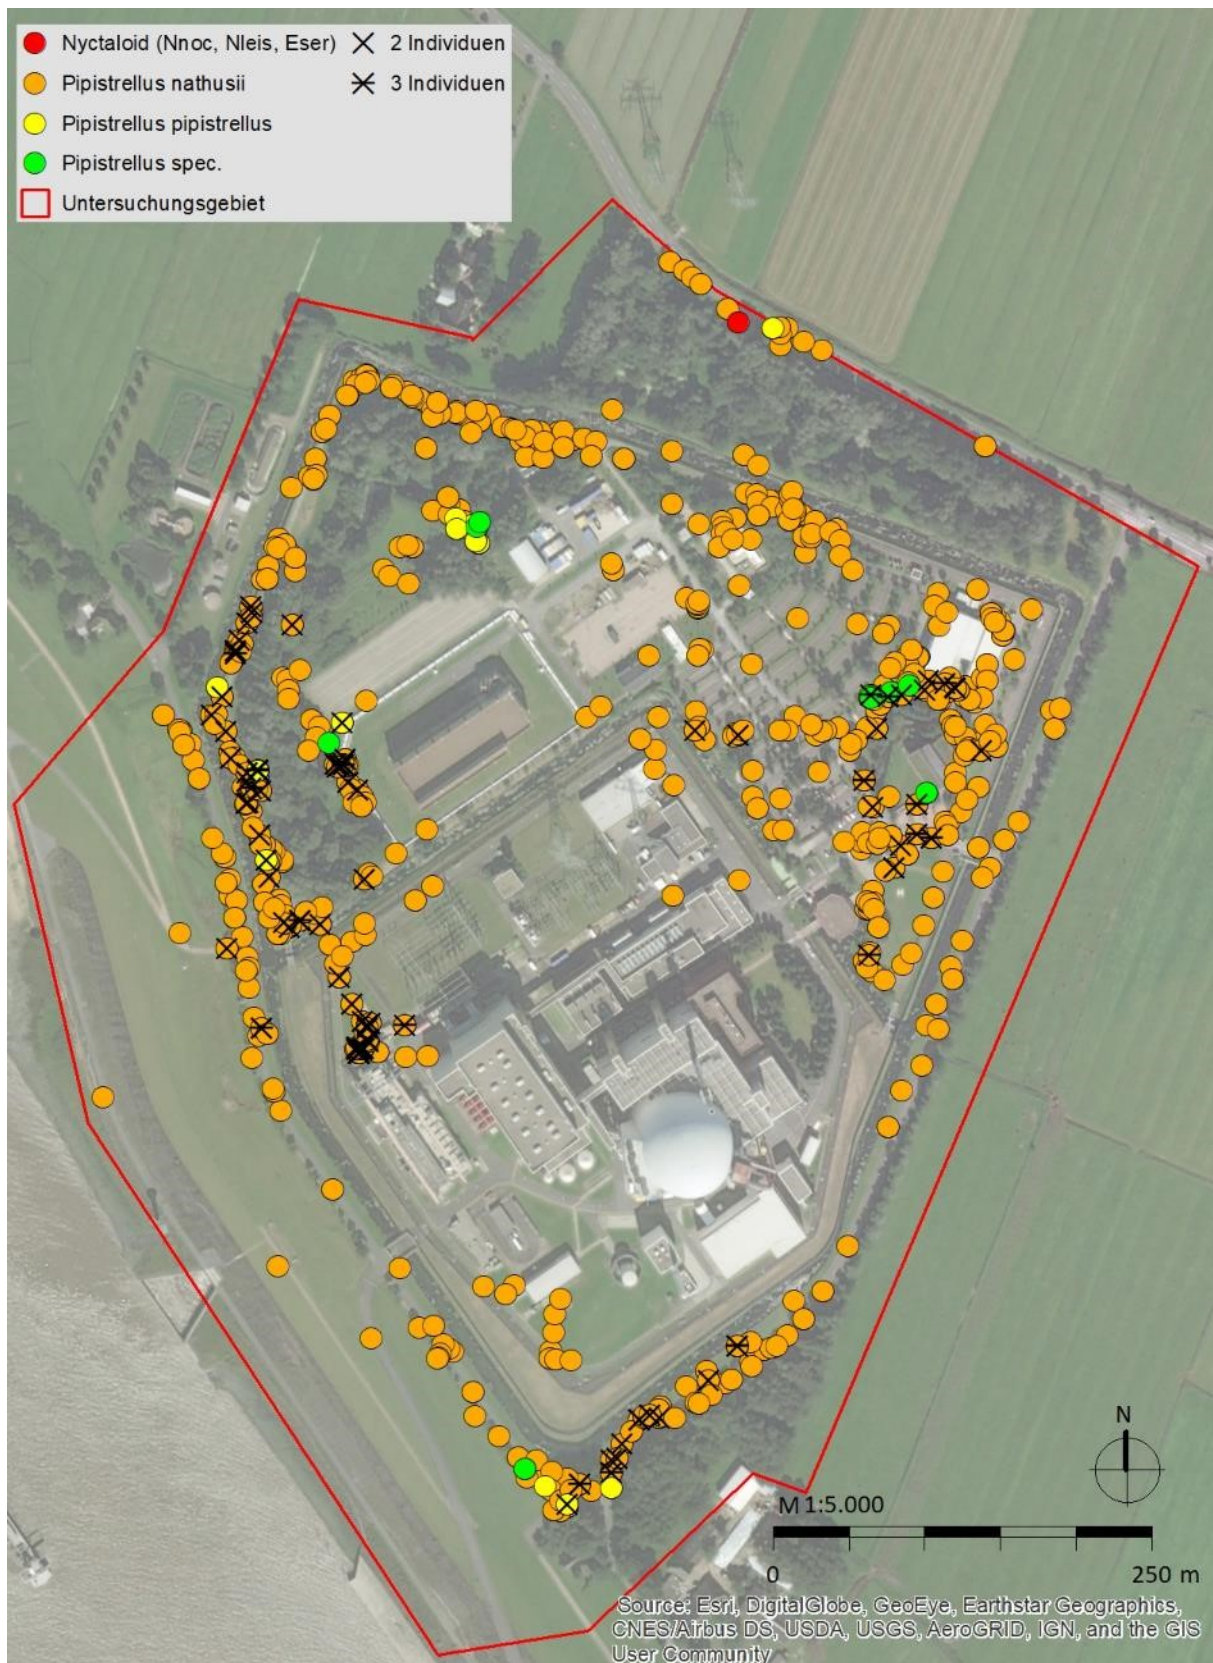 Nyctaloid (Nnoc, Nleis, Eser) 2 Individuen
Pipistrellus nathusii 3 Individuen
Pipistrellus pipistrellus
Pipistrellus spec.
Untersuchungsgebiet
N
M 1:5.000
0 250 m
Source: Esri, DigitalGlobe, GeoEye, Earthstar Geographics,
CNES/Airbus DS, USDA, USGS, AeroGRID, IGN, and the GIS
User Community